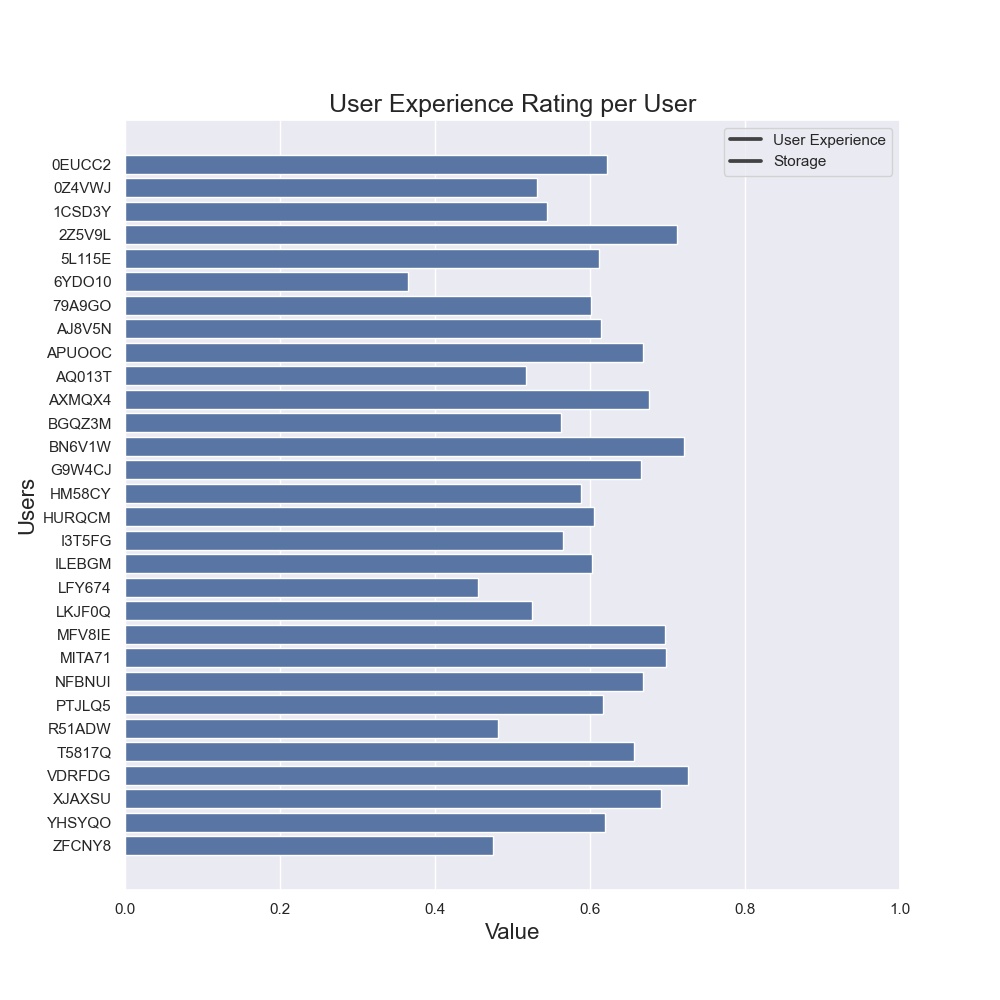 User Experience Rating per User
User Experience
Storage
0EUCC2
0Z4VWJ
1CSD3Y
2Z5V9L
5L115E
6YDO10
79A9GO
AJ8V5N
APUOOC
AQ013T
AXMQX4
BGQZ3M
BN6V1W
G9W4CJ
HM58CY
HURQCM
I3T5FG
ILEBGM
LFY674
LKJF0Q
MFV8IE
MITA71
NFBNUI
PTJLQ5
R51ADW
T5817Q
VDRFDG
XJAXSU
YHSYQO
ZFCNY8
Users
0.0 0.2 0.4 0.6 0.8 1.0
Value